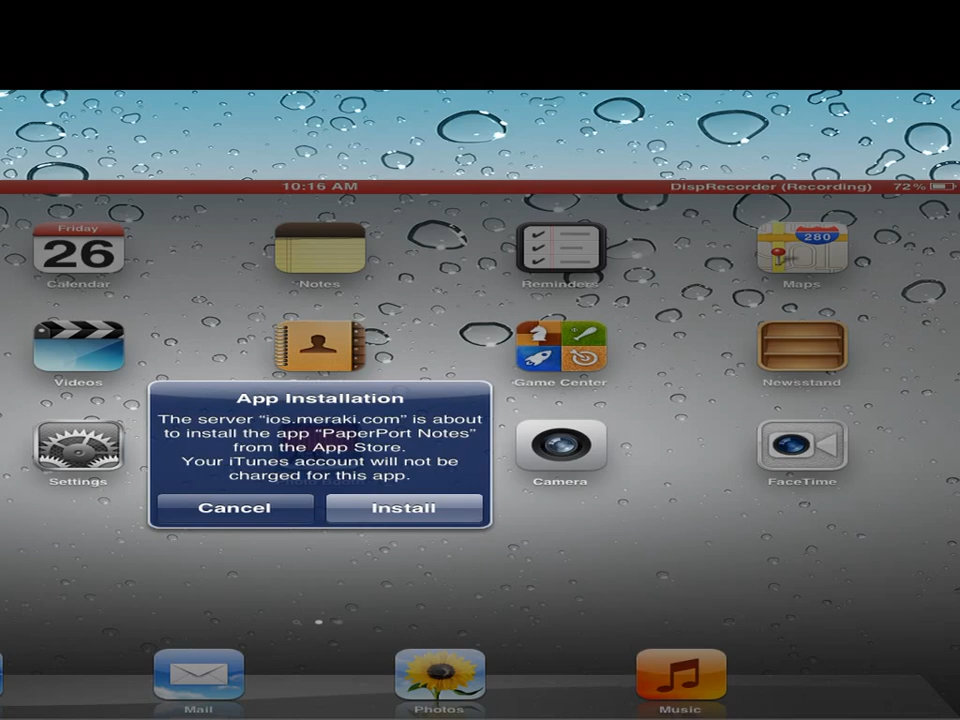 10:16 AM DispRecorder (Recording) 72%
Friday
26
280
Calendar Notes Reminders Maps
Videos Game Center Newsstand
App Installation
The server “ios.meraki.com” is about
to install the app “PaperPort Notes”
from the App Store.
Your iTunes account will not be
charged for this app.
Cancel Install
Settings Camera FaceTime
Mail Photos Music